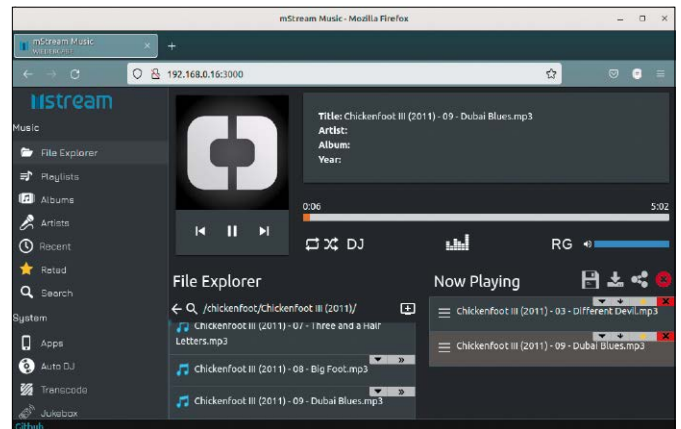 mStream Music - Mozilla Firefox
mStream Music
192.168.0.16:3000
mstream
Music
File Explorer
Playlists
Albums
Artists
Recent
Rated
Search
System
Apps
Auto DJ
Transcode
Jukebox
Github
Title: Chickenfoot III (2011) - 09 - Dubai Blues.mp3
Artist:
Album:
Year:
0:06
5:02
DJ
RG
File Explorer
/chickenfoot/Chickenfoot III (2011)/
Chickenfoot III (2011) - 07 - Three and a Half
Letters.mp3
Chickenfoot III (2011) - 08 - Big Foot.mp3
Chickenfoot III (2011) - 09 - Dubai Blues.mp3
Now Playing
Chickenfoot III (2011) - 03 - Different Devil.mp3
Chickenfoot III (2011) - 09 - Dubai Blues.mp3